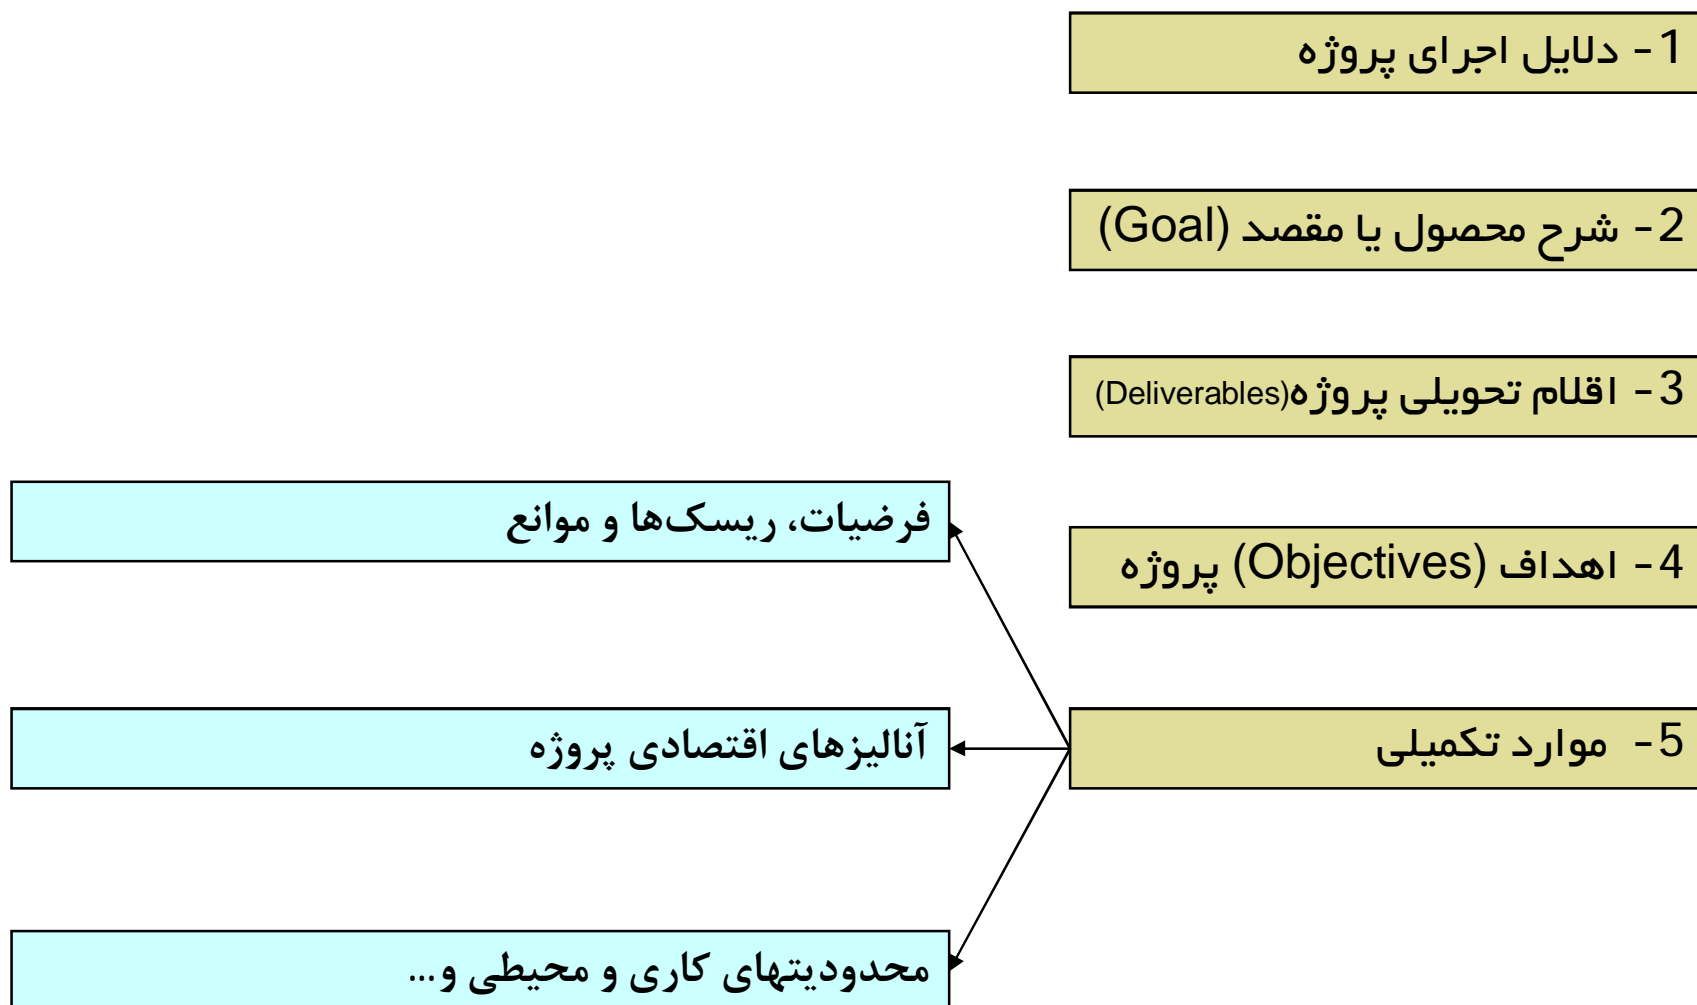 1- دلایل اجرای پروژه
2- شرح محصول یا مقصد (Goal)
3- اقلام تحویلی پروژه(Deliverables)
4- اهداف (Objectives) پروژه
5- موارد تکمیلی
فرضیات، ریسک‌ها و موانع
آنالیزهای اقتصادی پروژه
محدودیتهای کاری و محیطی و...